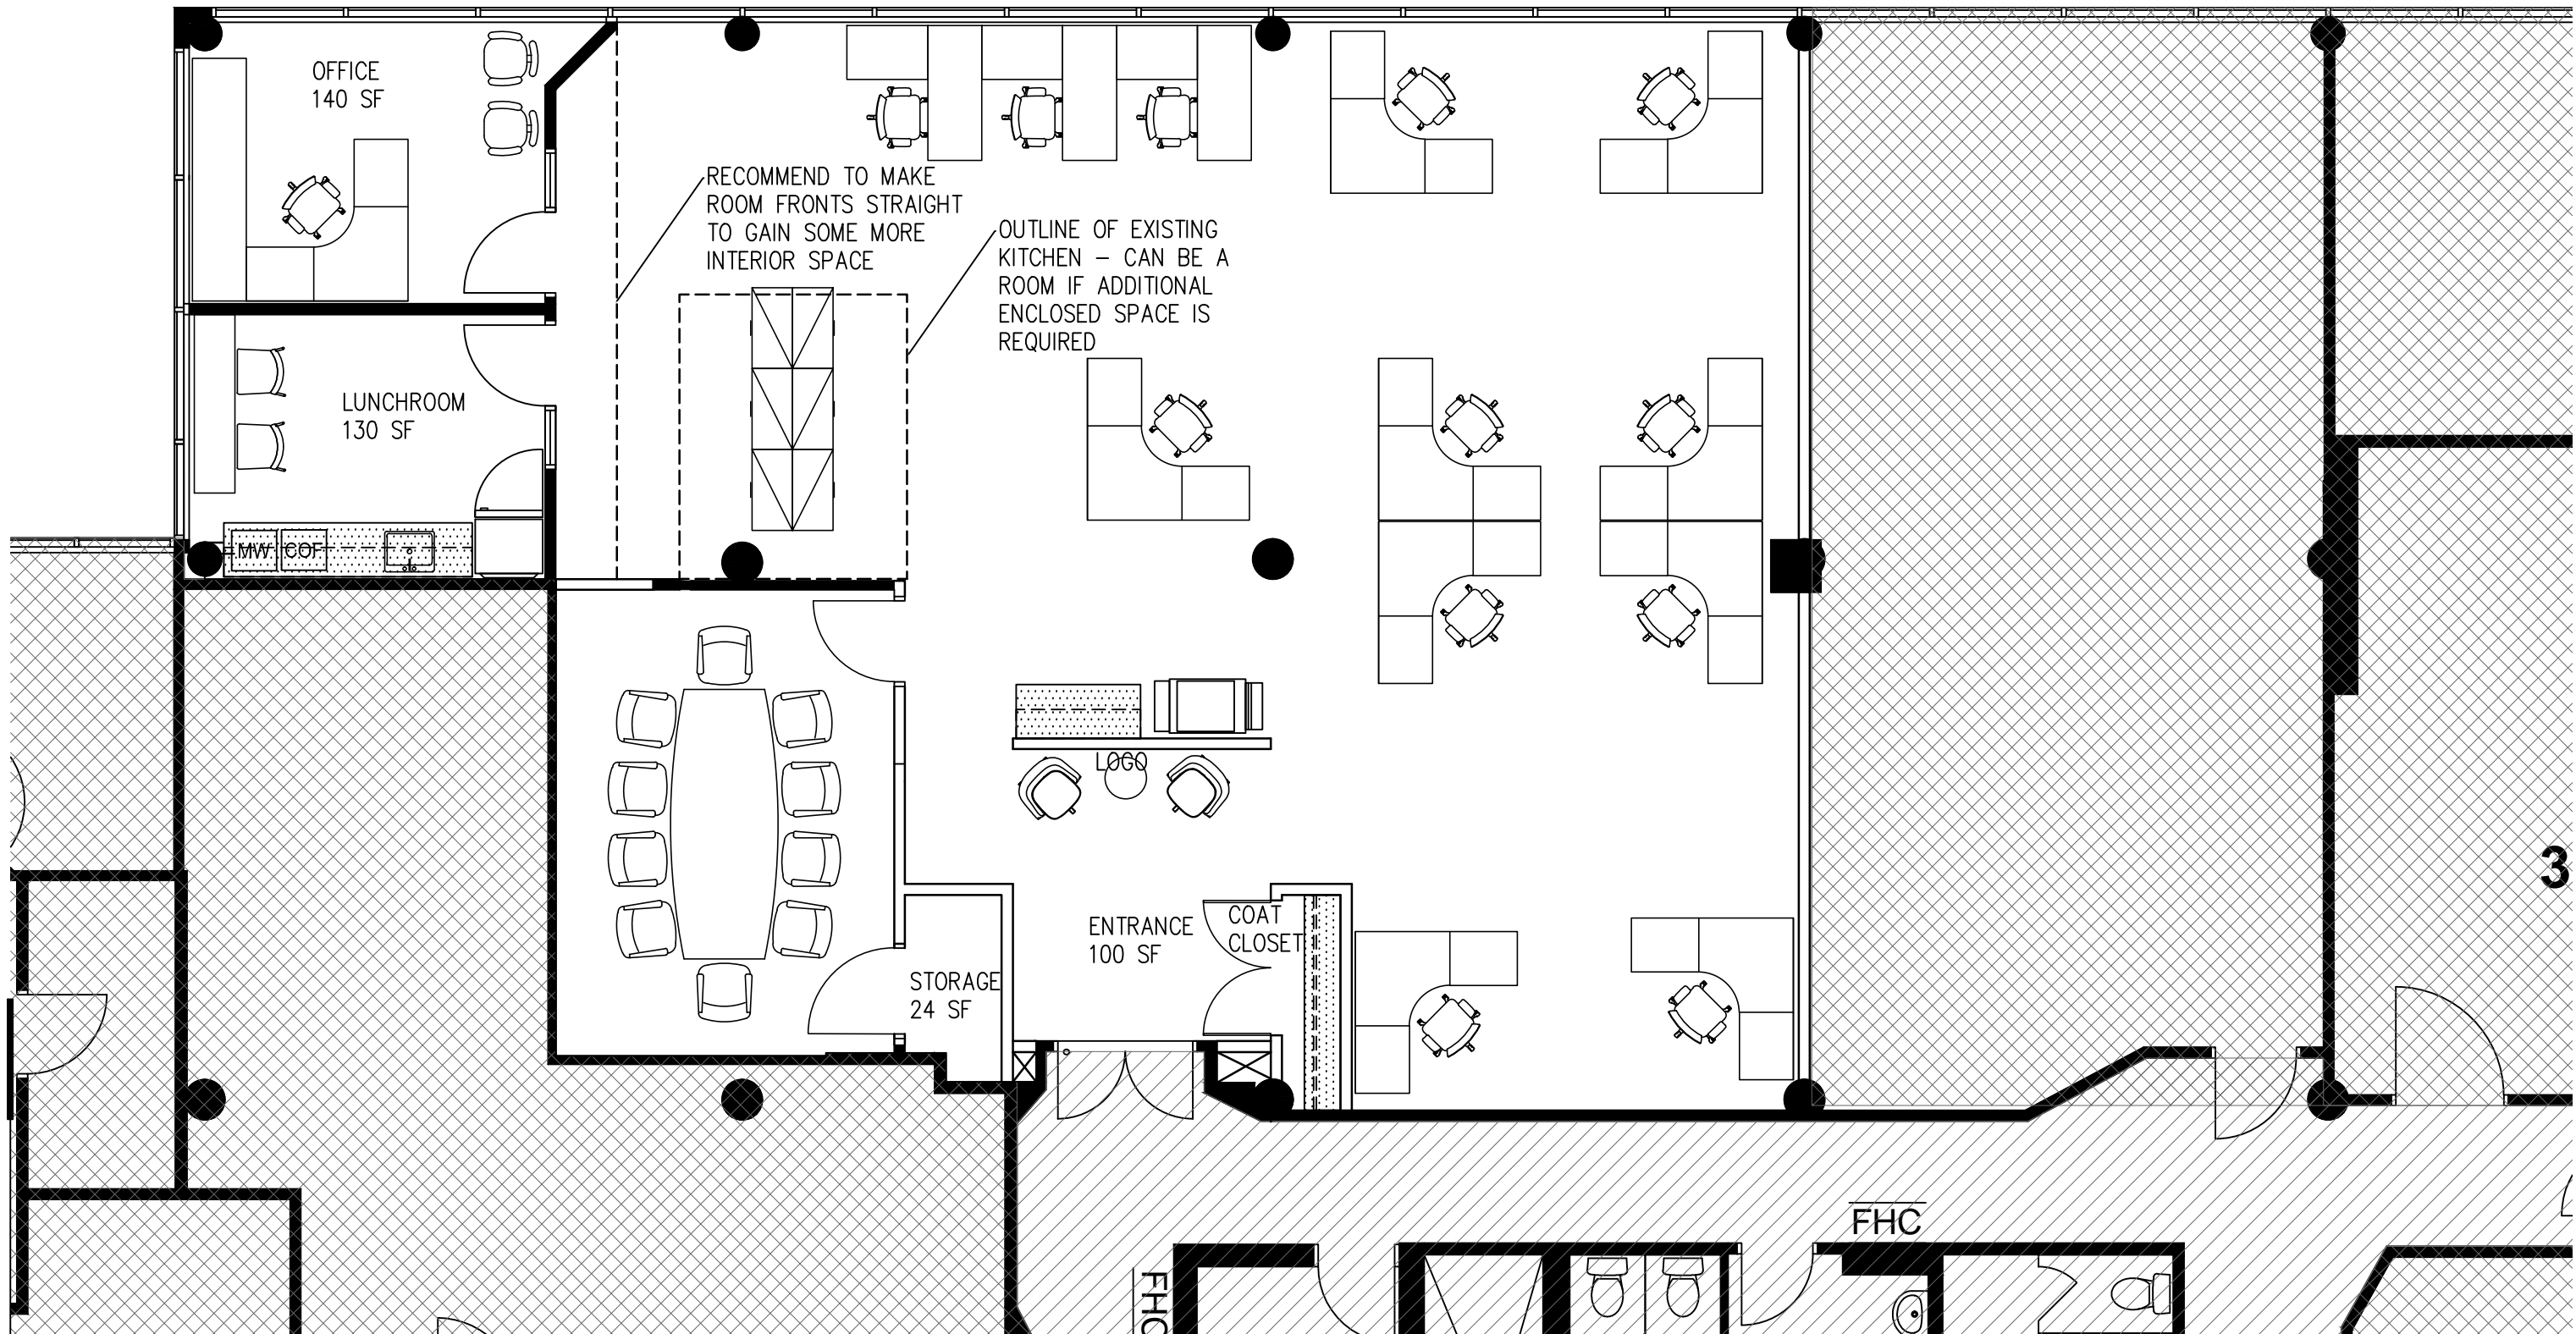 OFFICE
140 SF
RECOMMEND TO MAKE
ROOM FRONTS STRAIGHT
TO GAIN SOME MORE
INTERIOR SPACE
OUTLINE OF EXISTING
KITCHEN – CAN BE A
ROOM IF ADDITIONAL
ENCLOSED SPACE IS
REQUIRED
LUNCHROOM
130 SF
MW
COF
LOGO
3
COAT
CLOSET
ENTRANCE
100 SF
STORAGE
24 SF
FHC
FHC